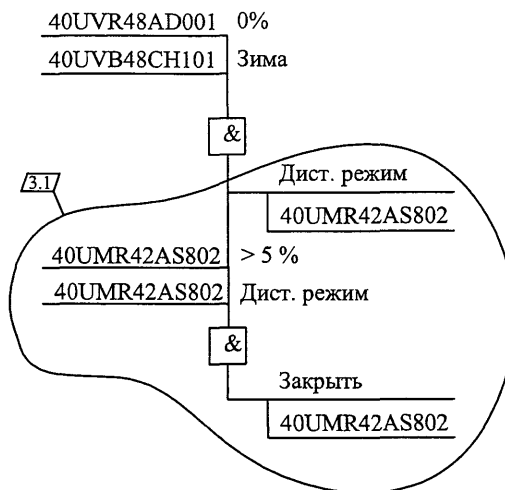 40UVR48AD001 0%
40UVB48CH101 Зима
&
3.1
Дист. режим
40UMR42AS802
40UMR42AS802 > 5 %
40UMR42AS802 Дист. режим
&
Закрыть
40UMR42AS802